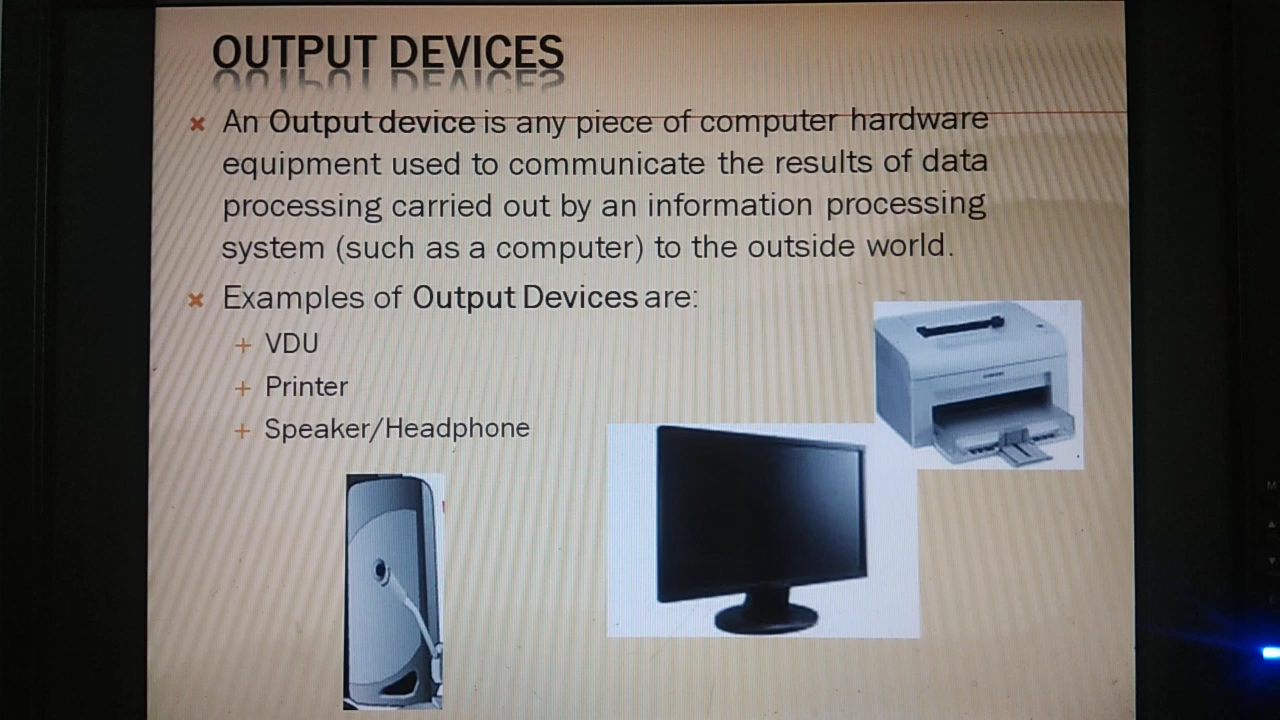 OUTPUT DEVICES
An Output device is any piece of computer hardware
equipment used to communicate the results of data
processing carried out by an information processing
system (such as a computer) to the outside world.
Examples of Output Devices are:
VDU
Printer
Speaker/Headphone
M